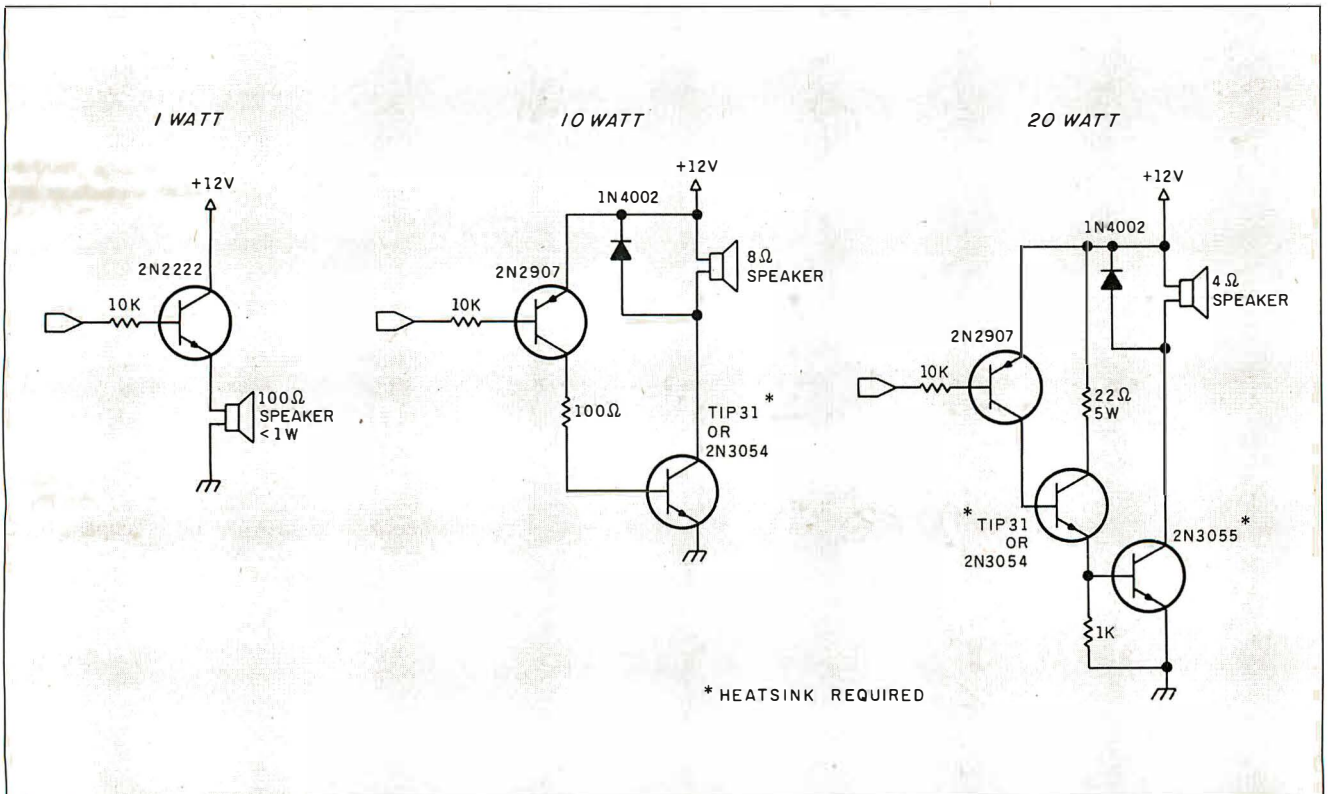 1 WATT
+12V
2N2222
10K
100Ω
SPEAKER
<1W
10 WATT
+12V
1N4002
8Ω
SPEAKER
2N2907
10K
100Ω
TIP31 *
OR
2N3054
20 WATT
+12V
1N4002
4Ω
SPEAKER
2N2907
10K
22Ω
5W
* TIP31
OR
2N3054
2N3055 *
1K
* HEATSINK REQUIRED